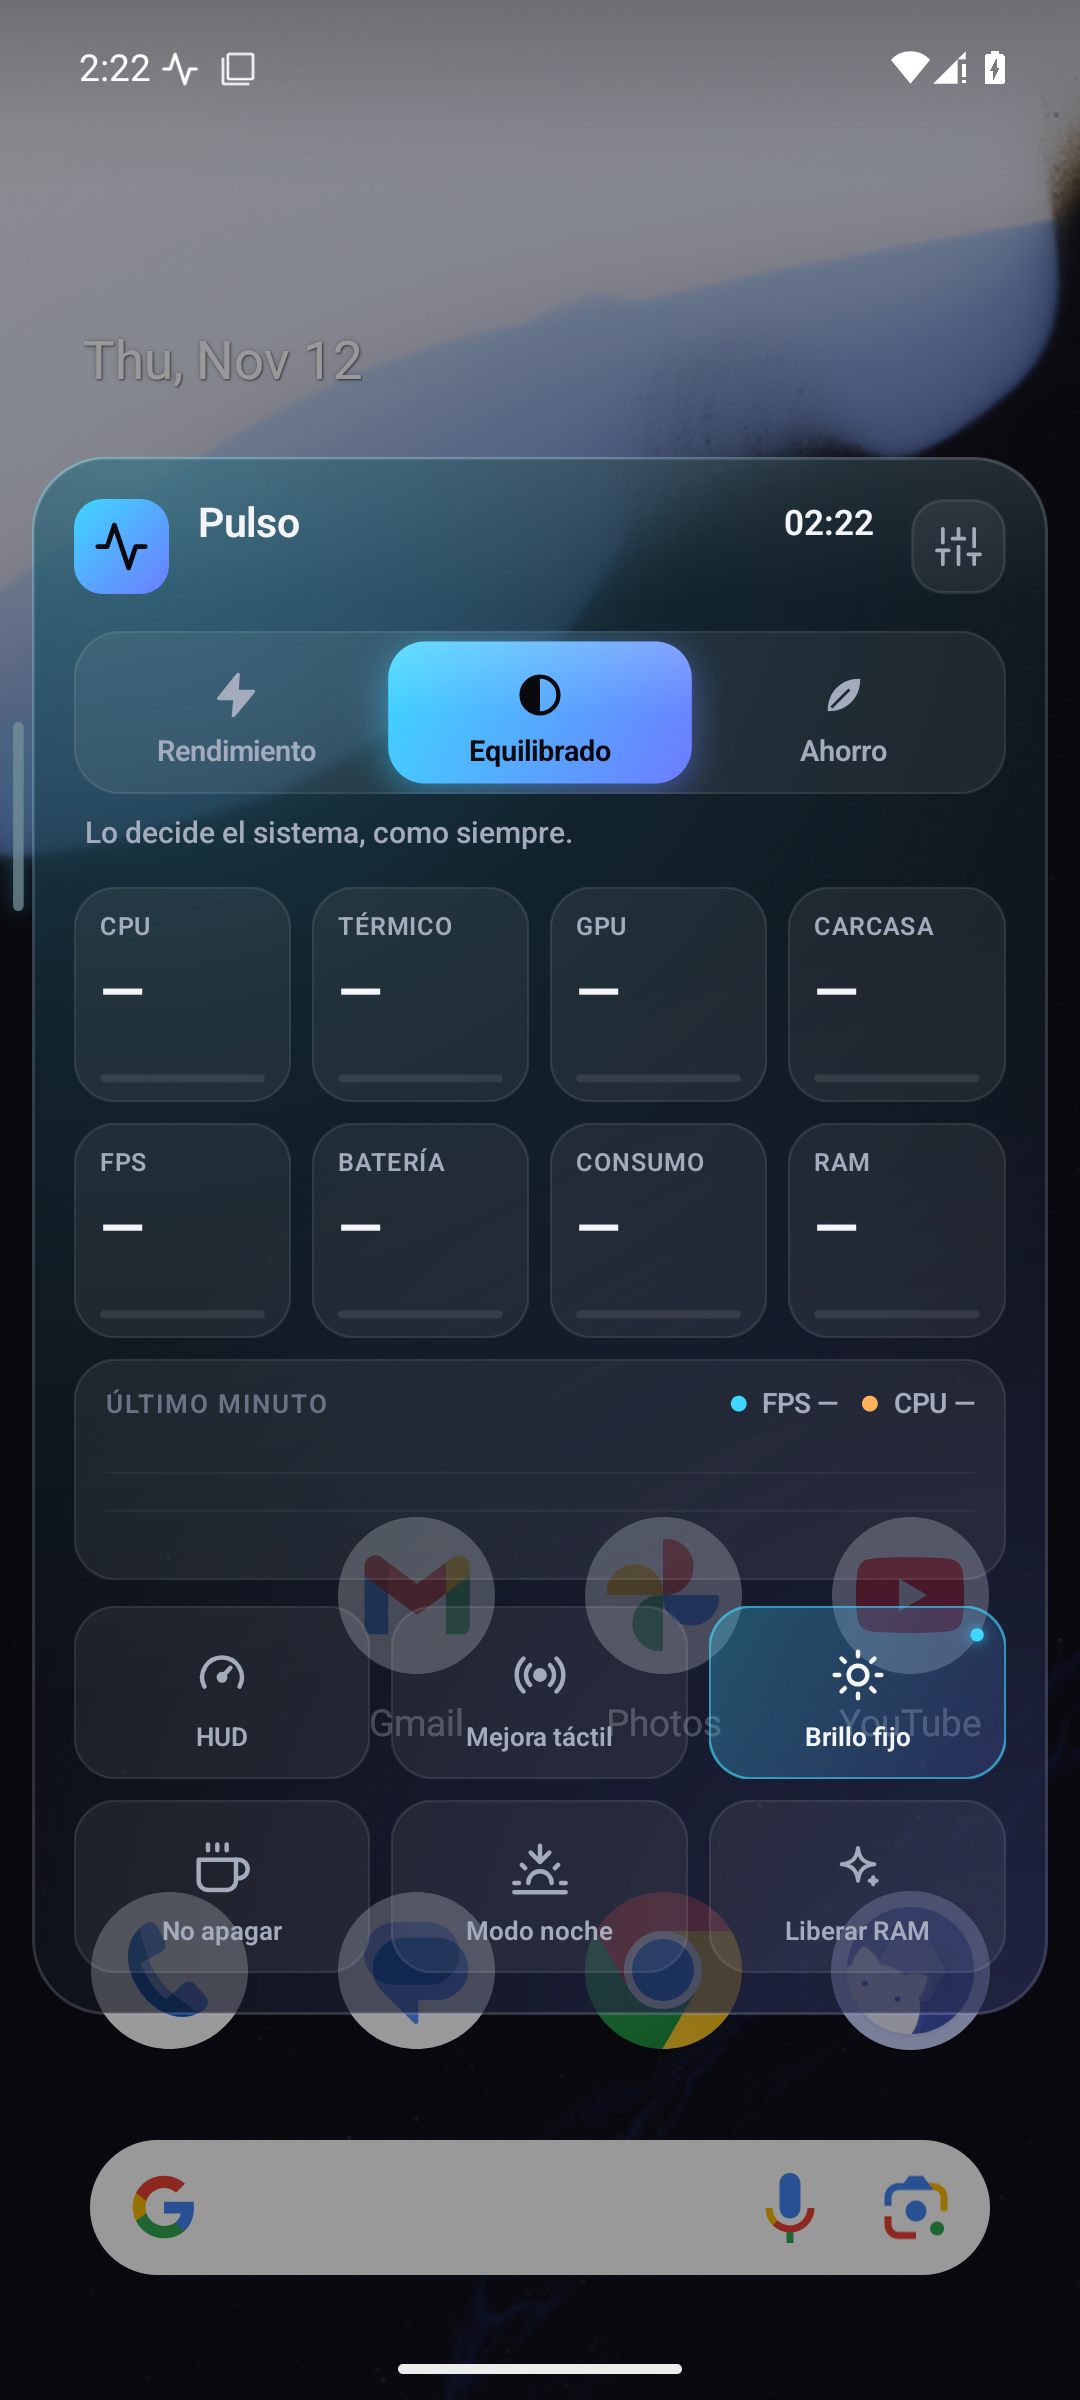 2:22
Thu, Nov 12
Pulso
02:22
Rendimiento
Equilibrado
Ahorro
Lo decide el sistema, como siempre.
CPU
TÉRMICO
GPU
CARCASA
—
—
—
—
FPS
BATERÍA
CONSUMO
RAM
—
—
—
—
ÚLTIMO MINUTO
FPS —
CPU —
Gmail
Photos
YouTube
HUD
Mejora táctil
Brillo fijo
No apagar
Modo noche
Liberar RAM